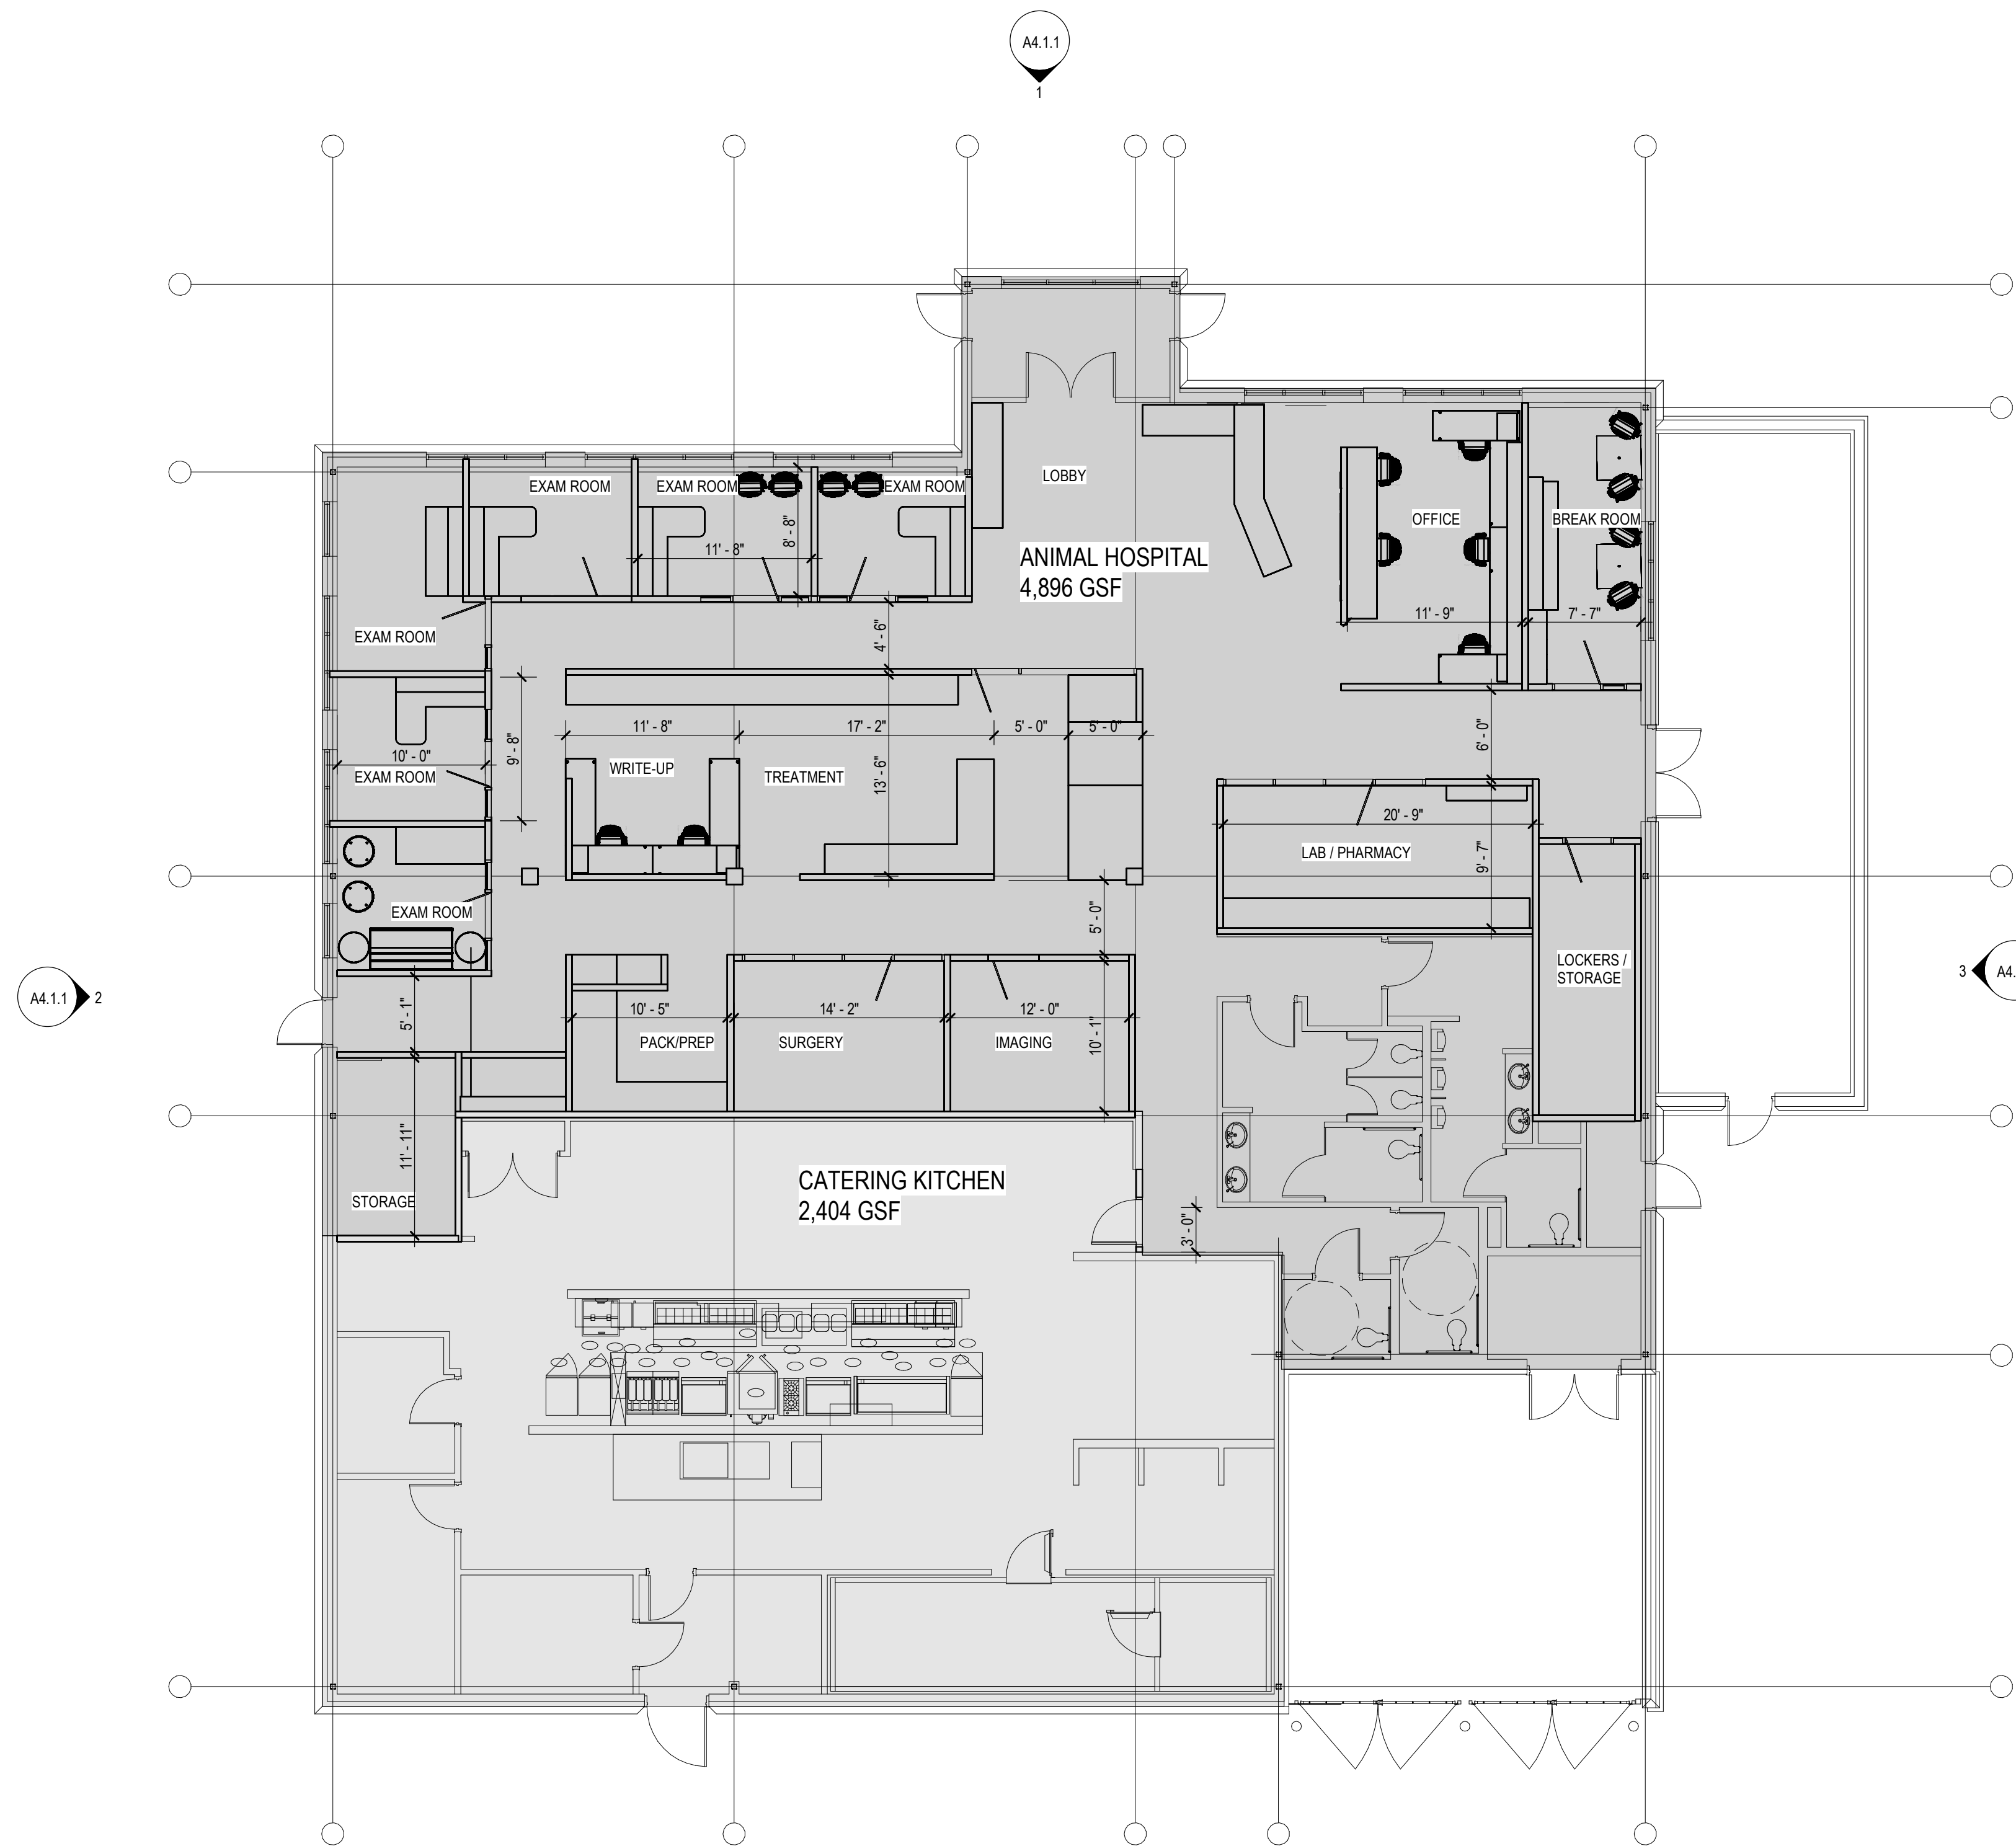 A4.1.1
1
EXAM ROOM
EXAM ROOM
EXAM ROOM
LOBBY
OFFICE
BREAK ROOM
8' - 8"
11' - 8"
ANIMAL HOSPITAL
4,896 GSF
11' - 9"
7' - 7"
EXAM ROOM
4' - 6"
11' - 8"
17' - 2"
5' - 0"
5' - 0"
6' - 0"
9' - 8"
10' - 0"
EXAM ROOM
WRITE-UP
TREATMENT
13' - 6"
20' - 9"
LAB / PHARMACY
9' - 7"
EXAM ROOM
5' - 0"
LOCKERS /
STORAGE
A4.1.1
2
3
A4.
5' - 1"
10' - 5"
14' - 2"
12' - 0"
PACK/PREP
SURGERY
IMAGING
10' - 1"
11' - 11"
STORAGE
CATERING KITCHEN
2,404 GSF
3' - 0"